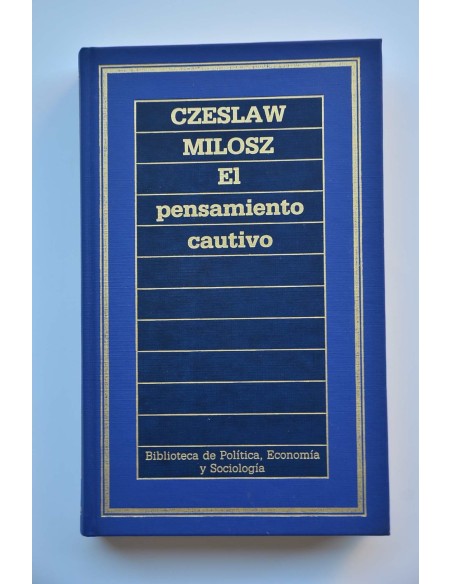 CZESLAW
MILOSZ
El
pensamiento
cautivo
Biblioteca de Política, Economía
y Sociología